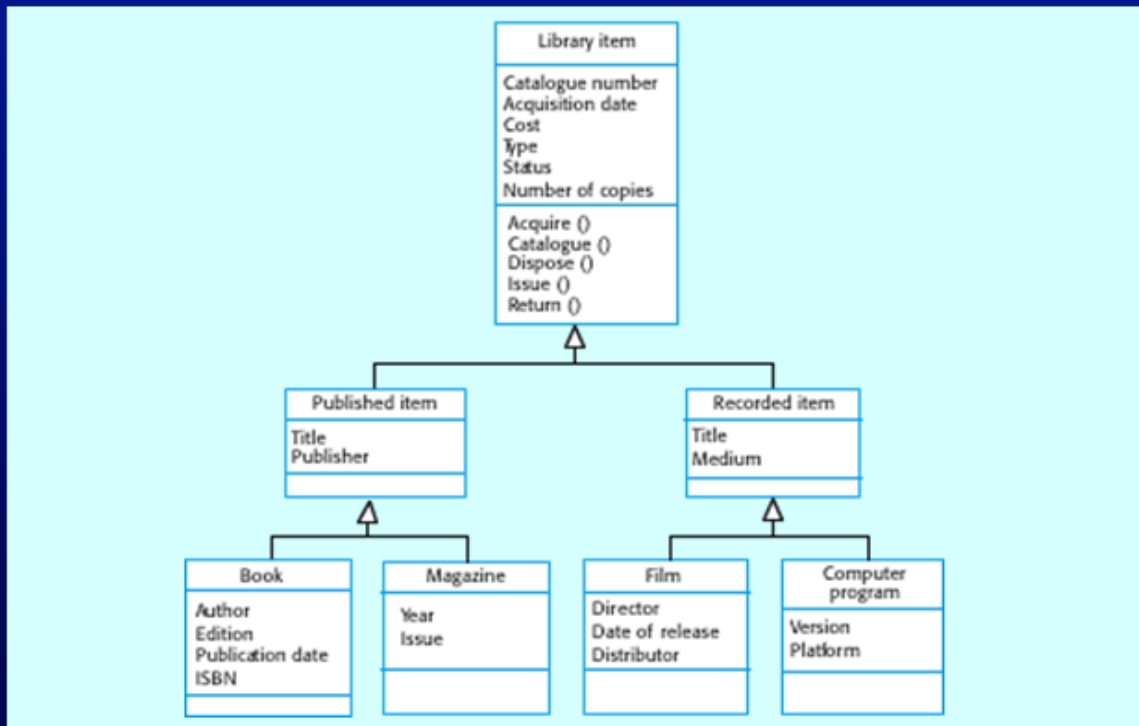 Library item
Catalogue number
Acquisition date
Cost
Type
Status
Number of copies
Acquire ()
Catalogue ()
Dispose ()
Issue ()
Return ()
Published item
Title
Publisher
Recorded item
Title
Medium
Book
Author
Edition
Publication date
ISBN
Magazine
Year
Issue
Film
Director
Date of release
Distributor
Computer
program
Version
Platform